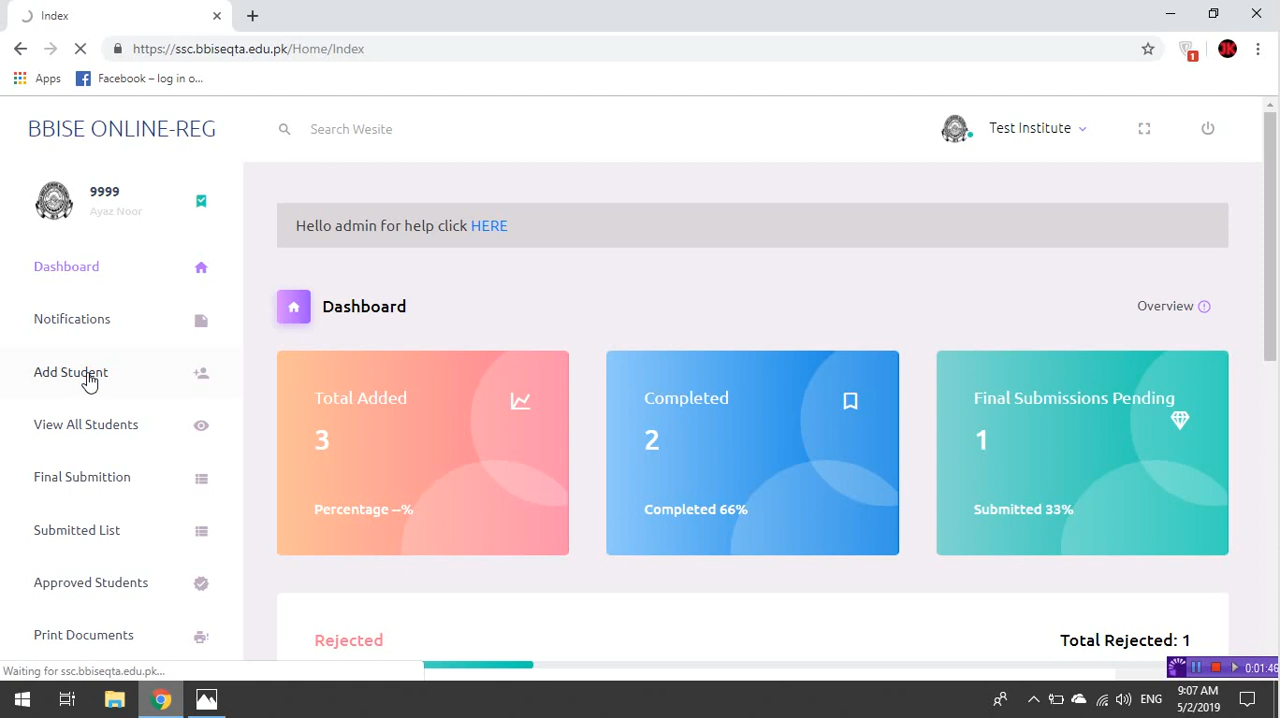 Index
https://ssc.bbiseqta.edu.pk/Home/Index
1
JK
Apps
Facebook – log in o...
BBISE ONLINE-REG
Search Wesite
Test Institute
9999
Ayaz Noor
Hello admin for help click HERE
Dashboard
Notifications
Add Student
View All Students
Final Submittion
Submitted List
Approved Students
Print Documents
Dashboard
Overview
Total Added
3
Percentage --%
Completed
2
Completed 66%
Final Submissions Pending
1
Submitted 33%
Rejected
Total Rejected: 1
Waiting for ssc.bbiseqta.edu.pk...
0:01:46
ENG
9:07 AM
5/2/2019